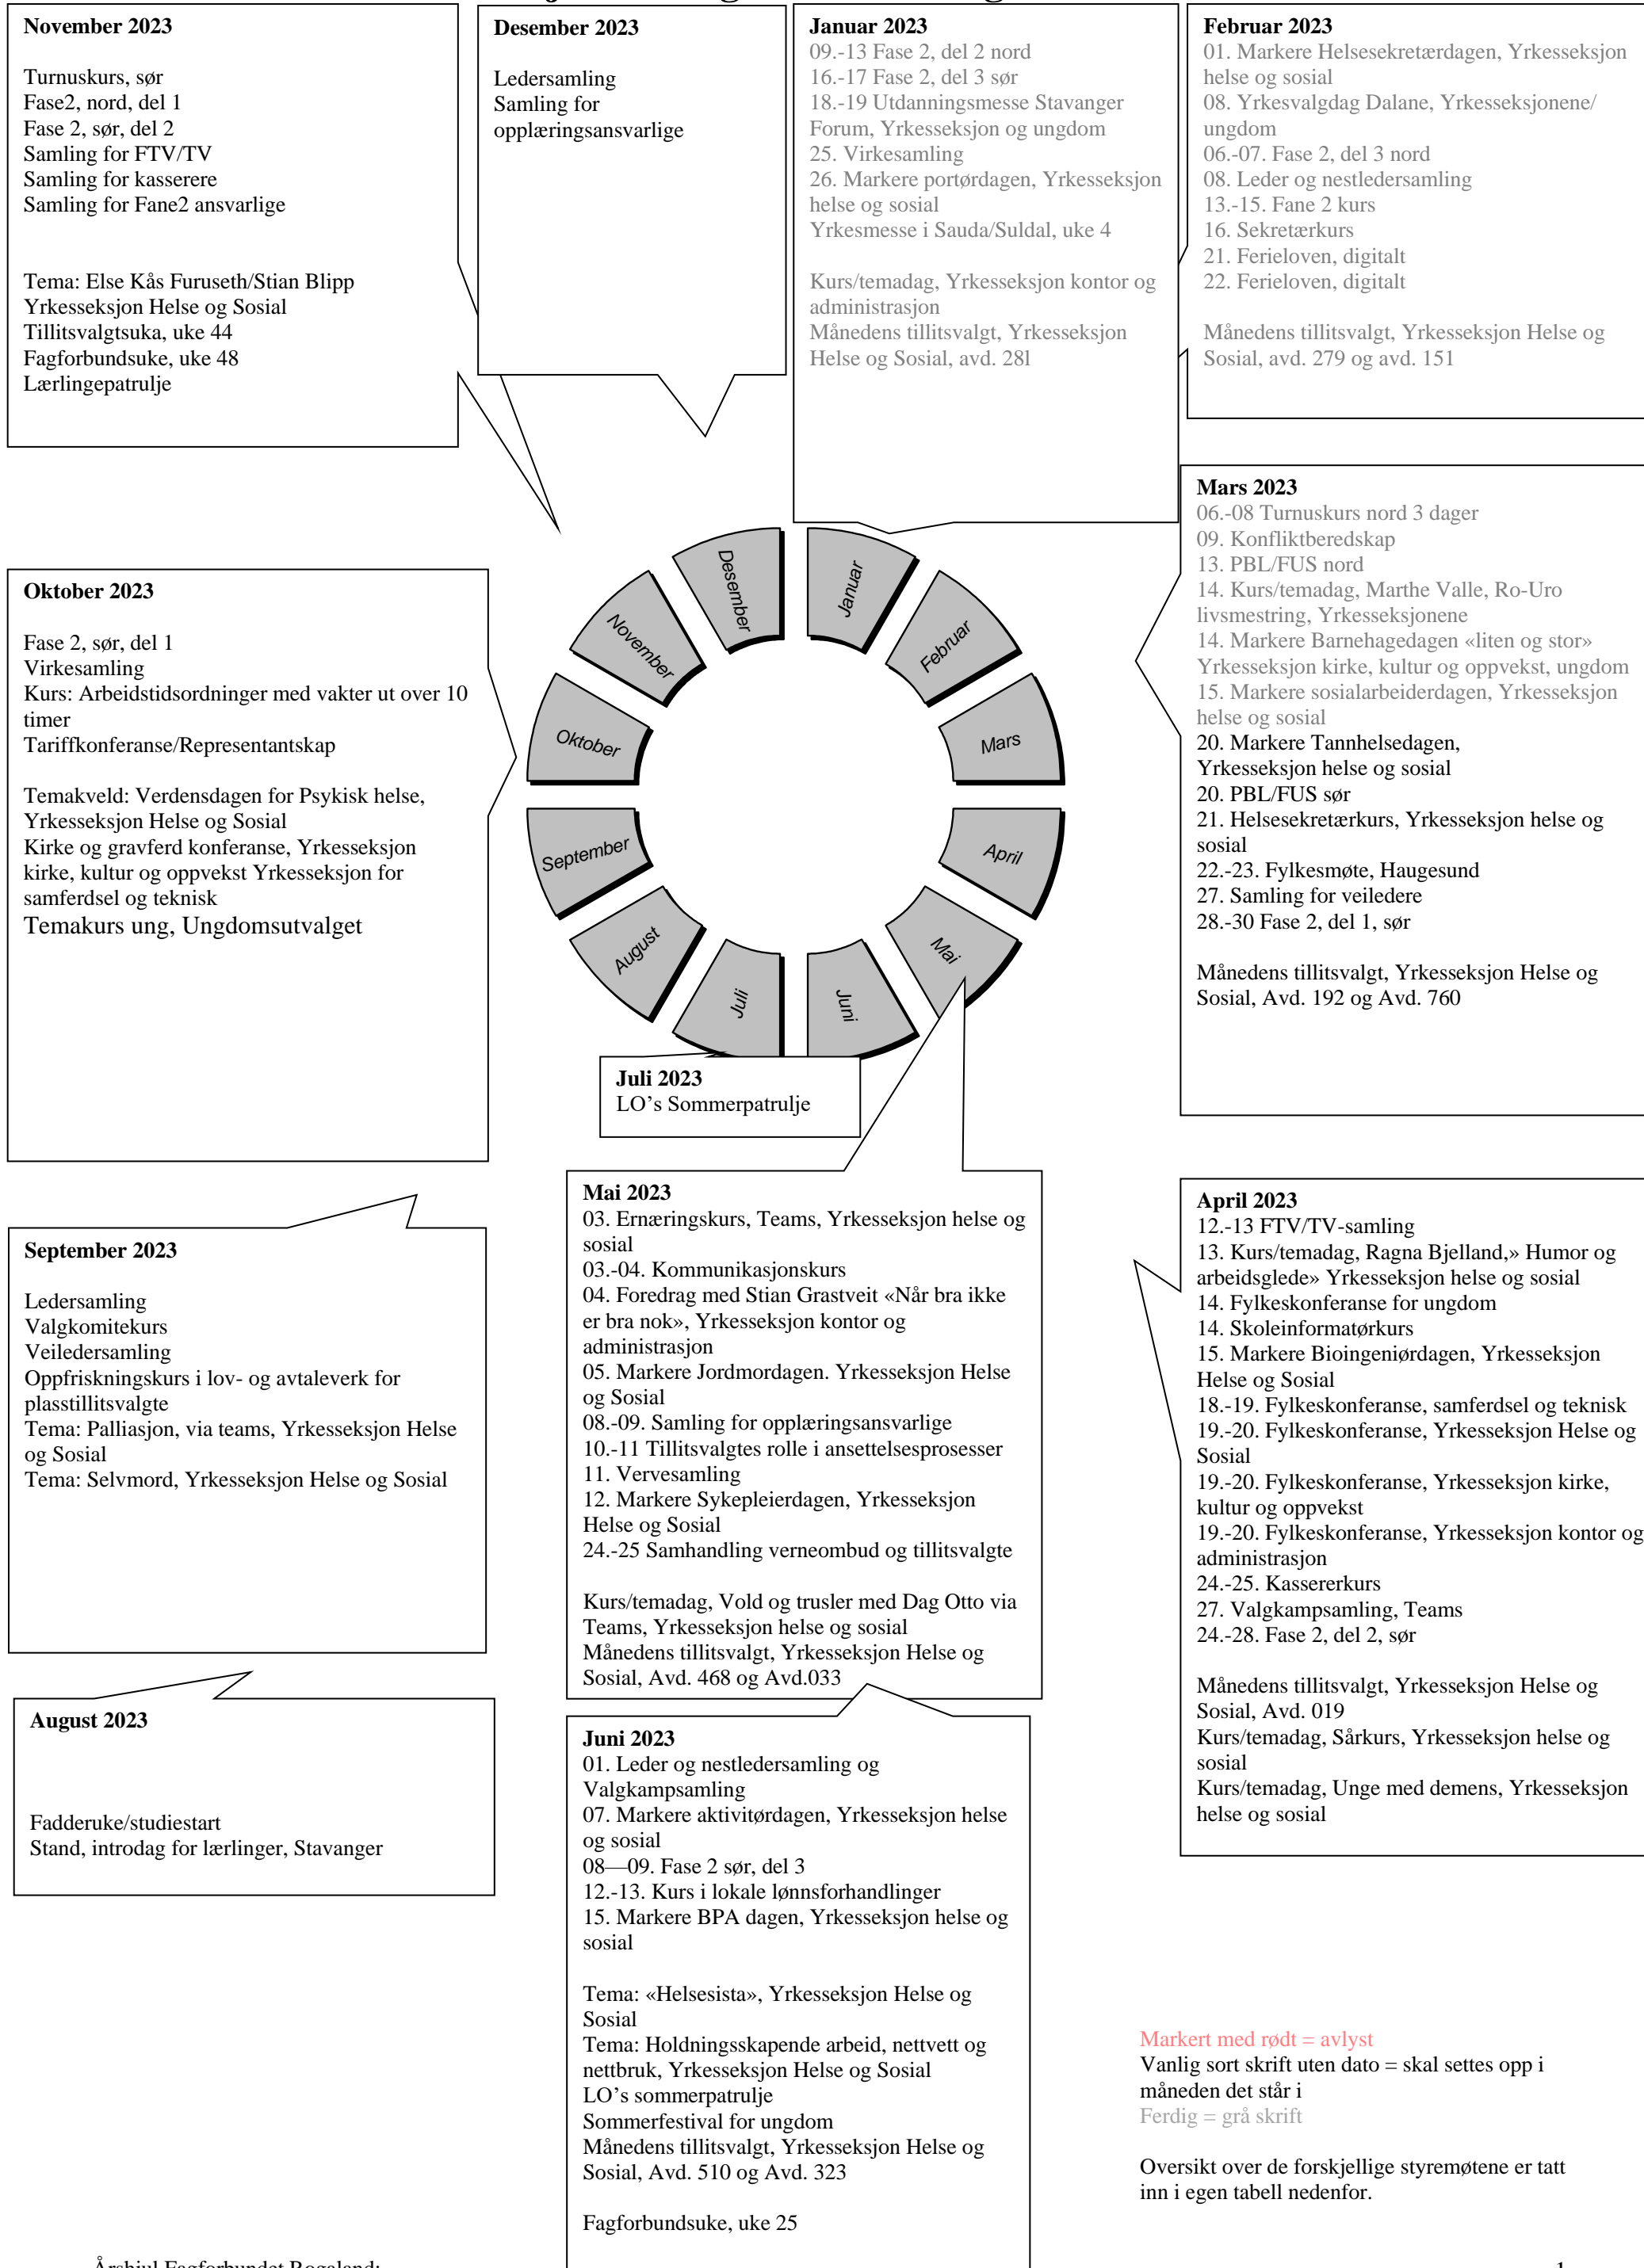 November 2023
Turnuskurs, sør
Fase2, nord, del 1
Fase 2, sør, del 2
Samling for FTV/TV
Samling for kasserere
Samling for Fane2 ansvarlige
Tema: Else Kås Furuseth/Stian Blipp
Yrkesseksjon Helse og Sosial
Tillitsvalgtsuka, uke 44
Fagforbundsuke, uke 48
Lærlingepatrulje
Desember 2023
Ledersamling
Samling for
opplæringsansvarlige
Januar 2023
09.-13 Fase 2, del 2 nord
16.-17 Fase 2, del 3 sør
18.-19 Utdanningsmesse Stavanger
Forum, Yrkesseksjon og ungdom
25. Virkesamling
26. Markere portørdagen, Yrkesseksjon
helse og sosial
Yrkesmesse i Sauda/Suldal, uke 4
Kurs/temadag, Yrkesseksjon kontor og
administrasjon
Månedens tillitsvalgt, Yrkesseksjon
Helse og Sosial, avd. 28l
Februar 2023
01. Markere Helsesekretærdagen, Yrkesseksjon
helse og sosial
08. Yrkesvalgdag Dalane, Yrkesseksjonene/
ungdom
06.-07. Fase 2, del 3 nord
08. Leder og nestledersamling
13.-15. Fane 2 kurs
16. Sekretærkurs
21. Ferieloven, digitalt
22. Ferieloven, digitalt
Månedens tillitsvalgt, Yrkesseksjon Helse og
Sosial, avd. 279 og avd. 151
Mars 2023
06.-08 Turnuskurs nord 3 dager
09. Konfliktberedskap
13. PBL/FUS nord
14. Kurs/temadag, Marthe Valle, Ro-Uro
livsmestring, Yrkesseksjonene
14. Markere Barnehagedagen «liten og stor»
Yrkesseksjon kirke, kultur og oppvekst, ungdom
15. Markere sosialarbeiderdagen, Yrkesseksjon
helse og sosial
20. Markere Tannhelsedagen,
Yrkesseksjon helse og sosial
20. PBL/FUS sør
21. Helsesekretærkurs, Yrkesseksjon helse og
sosial
22.-23. Fylkesmøte, Haugesund
27. Samling for veiledere
28.-30 Fase 2, del 1, sør
Månedens tillitsvalgt, Yrkesseksjon Helse og
Sosial, Avd. 192 og Avd. 760
Oktober 2023
Fase 2, sør, del 1
Virkesamling
Kurs: Arbeidstidsordninger med vakter ut over 10
timer
Tariffkonferanse/Representantskap
Temakveld: Verdensdagen for Psykisk helse,
Yrkesseksjon Helse og Sosial
Kirke og gravferd konferanse, Yrkesseksjon
kirke, kultur og oppvekst Yrkesseksjon for
samferdsel og teknisk
Temakurs ung, Ungdomsutvalget
Desember
Januar
November
Februar
Oktober
Mars
September
April
August
Mai
Juli
Juni
Juli 2023
LO’s Sommerpatrulje
Mai 2023
03. Ernæringskurs, Teams, Yrkesseksjon helse og
sosial
03.-04. Kommunikasjonskurs
04. Foredrag med Stian Grastveit «Når bra ikke
er bra nok», Yrkesseksjon kontor og
administrasjon
05. Markere Jordmordagen. Yrkesseksjon Helse
og Sosial
08.-09. Samling for opplæringsansvarlige
10.-11 Tillitsvalgtes rolle i ansettelsesprosesser
11. Vervesamling
12. Markere Sykepleierdagen, Yrkesseksjon
Helse og Sosial
24.-25 Samhandling verneombud og tillitsvalgte
Kurs/temadag, Vold og trusler med Dag Otto via
Teams, Yrkesseksjon helse og sosial
Månedens tillitsvalgt, Yrkesseksjon Helse og
Sosial, Avd. 468 og Avd.033
April 2023
12.-13 FTV/TV-samling
13. Kurs/temadag, Ragna Bjelland,» Humor og
arbeidsglede» Yrkesseksjon helse og sosial
14. Fylkeskonferanse for ungdom
14. Skoleinformatørkurs
15. Markere Bioingeniørdagen, Yrkesseksjon
Helse og Sosial
18.-19. Fylkeskonferanse, samferdsel og teknisk
19.-20. Fylkeskonferanse, Yrkesseksjon Helse og
Sosial
19.-20. Fylkeskonferanse, Yrkesseksjon kirke,
kultur og oppvekst
19.-20. Fylkeskonferanse, Yrkesseksjon kontor og
administrasjon
24.-25. Kassererkurs
27. Valgkampsamling, Teams
24.-28. Fase 2, del 2, sør
Månedens tillitsvalgt, Yrkesseksjon Helse og
Sosial, Avd. 019
Kurs/temadag, Sårkurs, Yrkesseksjon helse og
sosial
Kurs/temadag, Unge med demens, Yrkesseksjon
helse og sosial
September 2023
Ledersamling
Valgkomitekurs
Veiledersamling
Oppfriskningskurs i lov- og avtaleverk for
plasstillitsvalgte
Tema: Palliasjon, via teams, Yrkesseksjon Helse
og Sosial
Tema: Selvmord, Yrkesseksjon Helse og Sosial
August 2023
Fadderuke/studiestart
Stand, introdag for lærlinger, Stavanger
Juni 2023
01. Leder og nestledersamling og
Valgkampsamling
07. Markere aktivitørdagen, Yrkesseksjon helse
og sosial
08—09. Fase 2 sør, del 3
12.-13. Kurs i lokale lønnsforhandlinger
15. Markere BPA dagen, Yrkesseksjon helse og
sosial
Tema: «Helsesista», Yrkesseksjon Helse og
Sosial
Tema: Holdningsskapende arbeid, nettvett og
nettbruk, Yrkesseksjon Helse og Sosial
LO’s sommerpatrulje
Sommerfestival for ungdom
Månedens tillitsvalgt, Yrkesseksjon Helse og
Sosial, Avd. 510 og Avd. 323
Fagforbundsuke, uke 25
Markert med rødt = avlyst
Vanlig sort skrift uten dato = skal settes opp i
måneden det står i
Ferdig = grå skrift
Oversikt over de forskjellige styremøtene er tatt
inn i egen tabell nedenfor.
Årshjul Fagforbundet Rogaland:
1